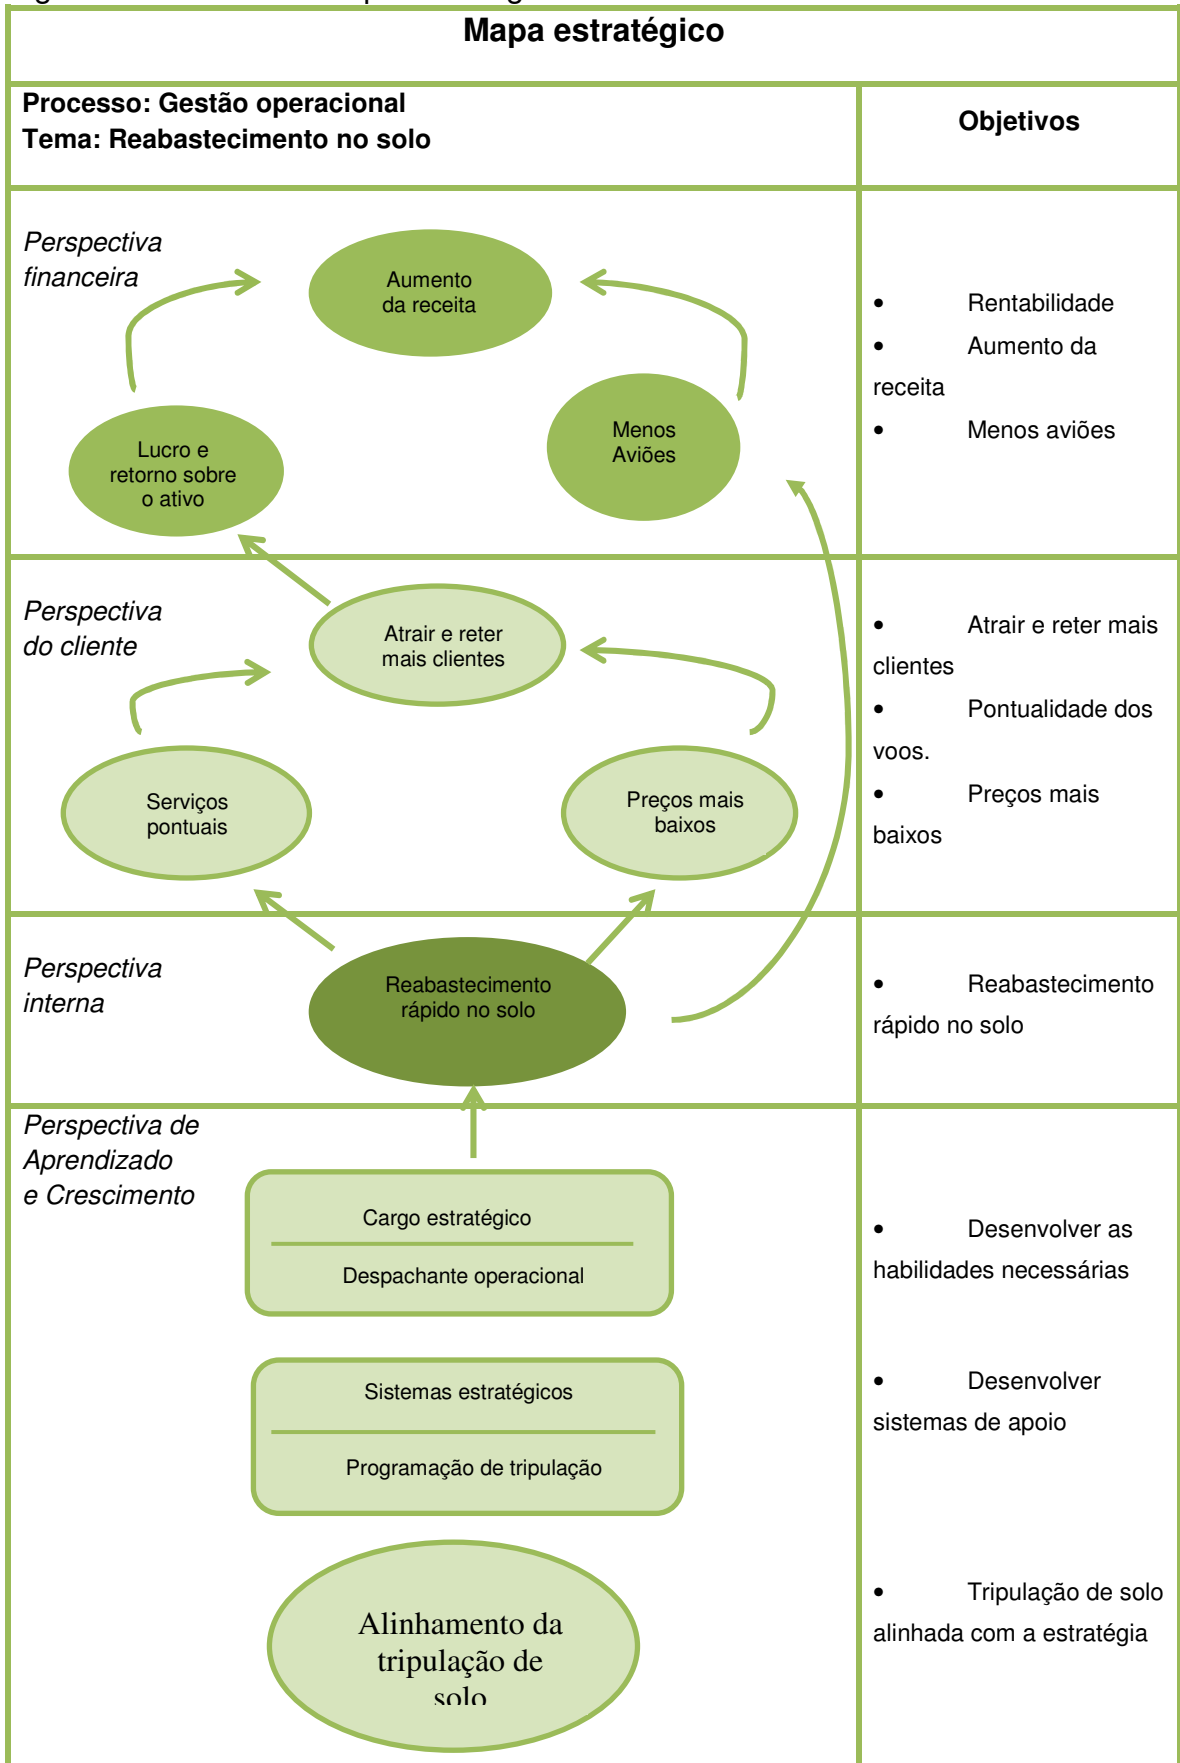 Mapa estratégico
Processo: Gestão operacional
Tema: Reabastecimento no solo
Objetivos
Perspectiva
financeira
Aumento
da receita
Menos
Aviões
Lucro e
retorno sobre
o ativo
• Rentabilidade
• Aumento da
receita
• Menos aviões
Perspectiva
do cliente
Atrair e reter
mais clientes
Serviços
pontuais
Preços mais
baixos
• Atrair e reter mais
clientes
• Pontualidade dos
voos.
• Preços mais
baixos
Perspectiva
interna
Reabastecimento
rápido no solo
• Reabastecimento
rápido no solo
Perspectiva de
Aprendizado
e Crescimento
Cargo estratégico
Despachante operacional
Sistemas estratégicos
Programação de tripulação
Alinhamento da
tripulação de
solo
• Desenvolver as
habilidades necessárias
• Desenvolver
sistemas de apoio
• Tripulação de solo
alinhada com a estratégia